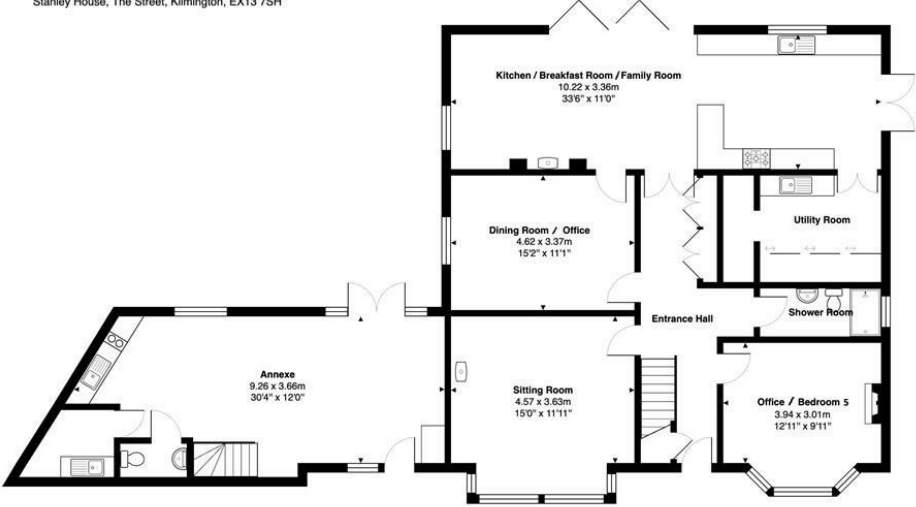 Stanley House, The Street, Kilmington, EX13 7SH
Kitchen / Breakfast Room / Family Room
10.22 x 3.36m
33'6" x 11'0"
Dining Room / Office
4.62 x 3.37m
15'2" x 11'1"
Utility Room
Entrance Hall
Shower Room
Annexe
9.26 x 3.66m
30'4" x 12'0"
Sitting Room
4.57 x 3.63m
15'0" x 11'11"
Office / Bedroom 5
3.94 x 3.01m
12'11" x 9'11"